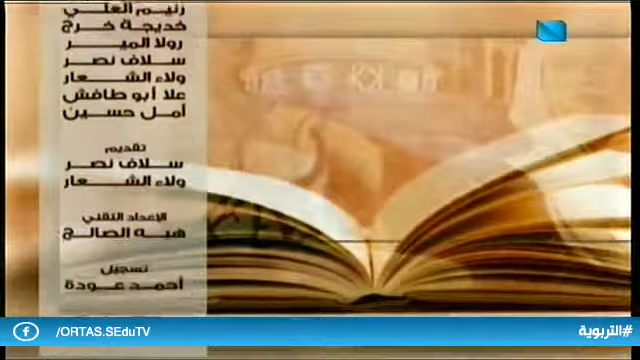 رنيم العلي
خديجة خرج
رولا المير
سلاف نصر
ولاء الشعار
علا أبو طافش
أمل حسين
تقديم
سلاف نصر
ولاء الشعار
الإعداد التقني
هبه الصالح
تسجيل
أحمد عودة
/ORTAS.SEduTV
#التربوية